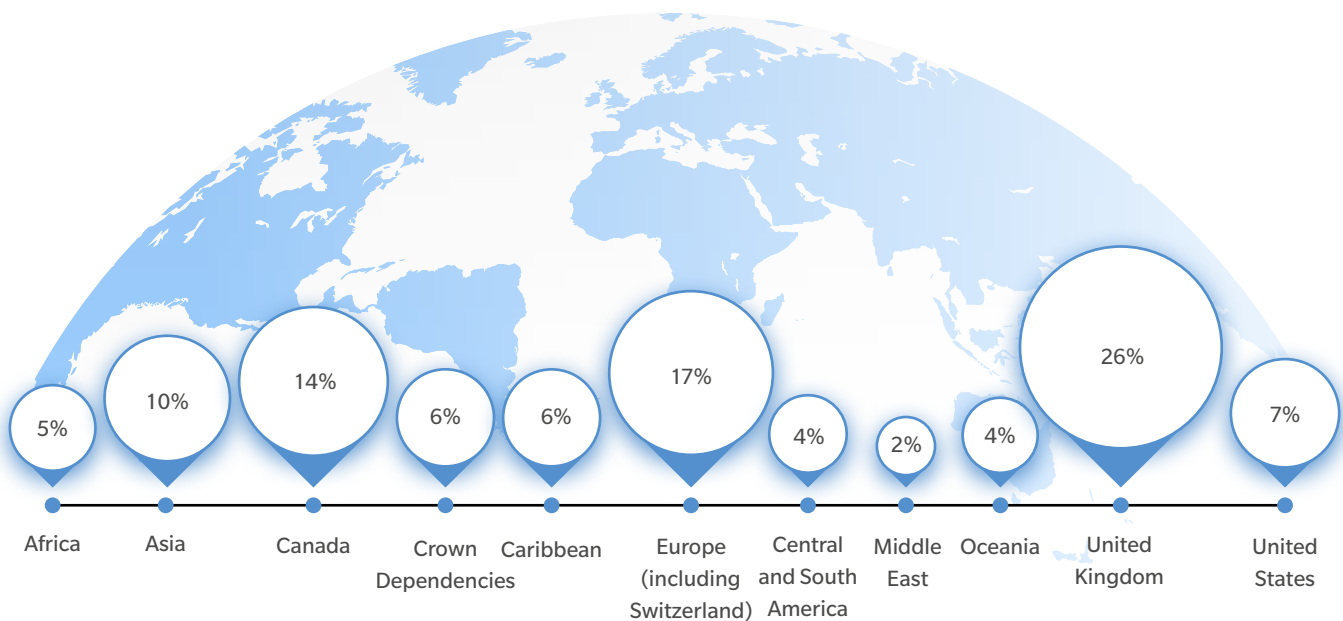 5%
10%
14%
6%
6%
17%
4%
2%
4%
26%
7%
Africa
Asia
Canada
Crown
Dependencies
Caribbean
Europe
(including
Switzerland)
Central
and South
America
Middle
East
Oceania
United
Kingdom
United
States